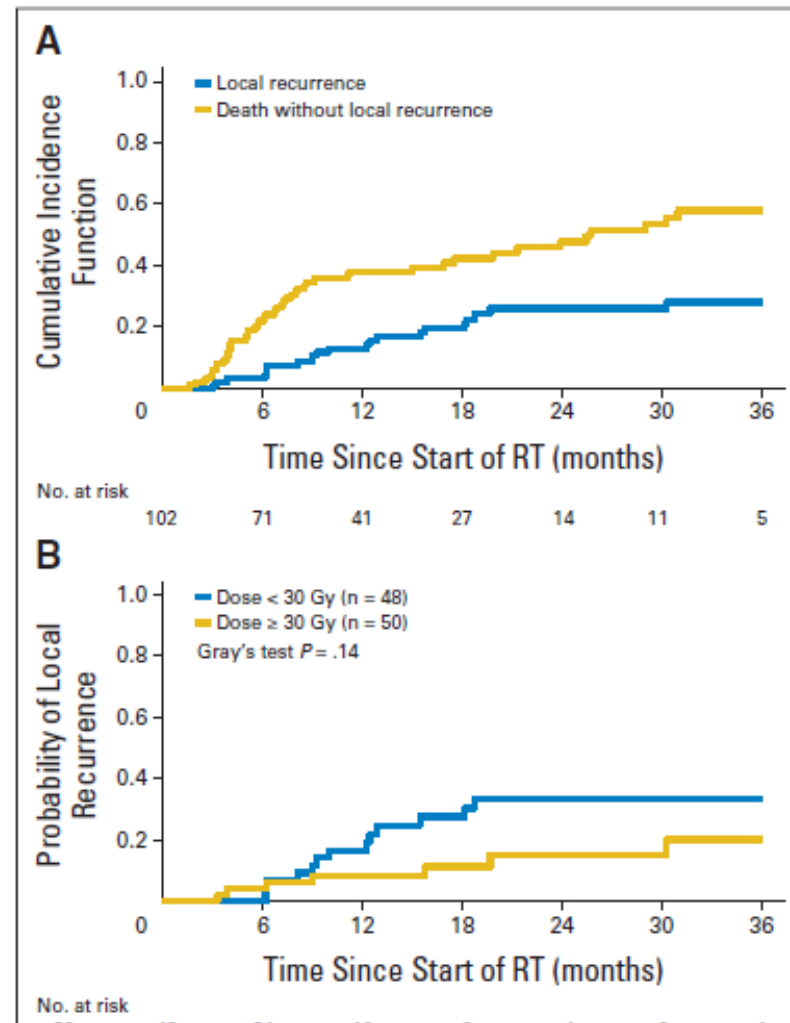 A
1.0
Local recurrence
Death without local recurrence
0.8
0.6
0.4
0.2
Cumulative Incidence
Function
0 6 12 18 24 30 36
Time Since Start of RT (months)
No. at risk
102 71 41 27 14 11 5
B
1.0
Dose < 30 Gy (n = 48)
Dose ≥ 30 Gy (n = 50)
Gray's test P = .14
0.8
0.6
0.4
0.2
Probability of Local
Recurrence
0 6 12 18 24 30 36
Time Since Start of RT (months)
No. at risk